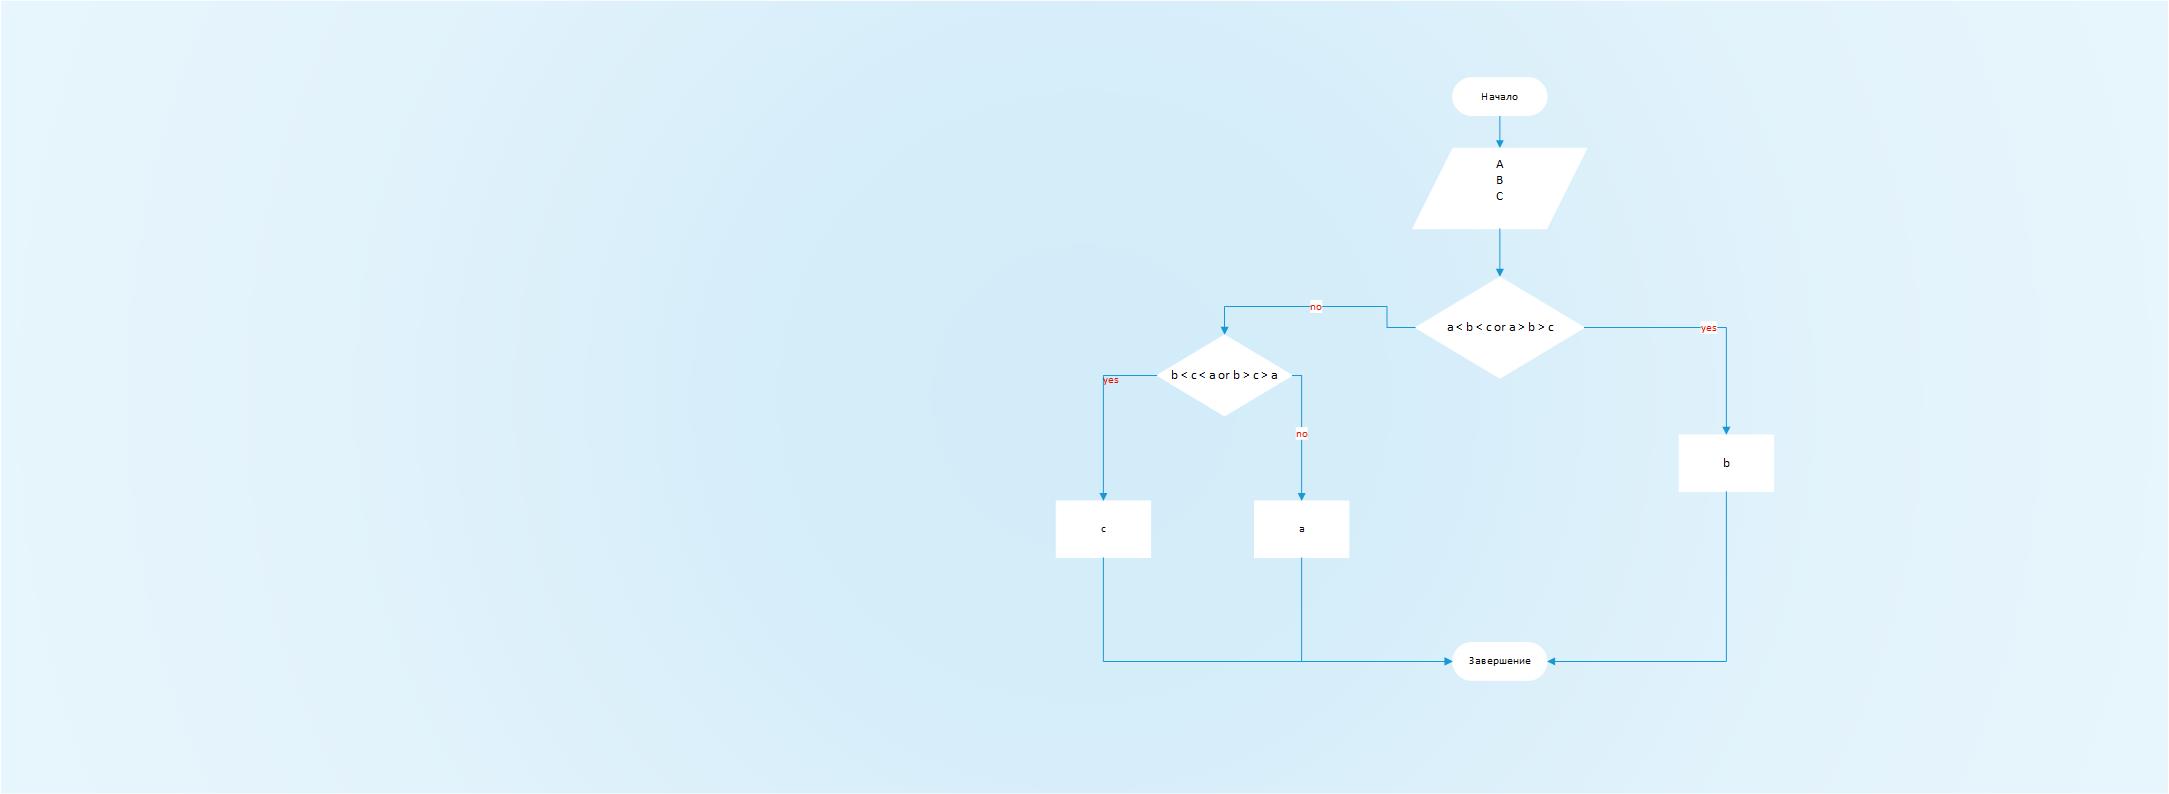 Начало
A
B
C
a < b < c or a > b > c
no
yes
b < c < a or b > c > a
yes
no
b
c
a
Завершение